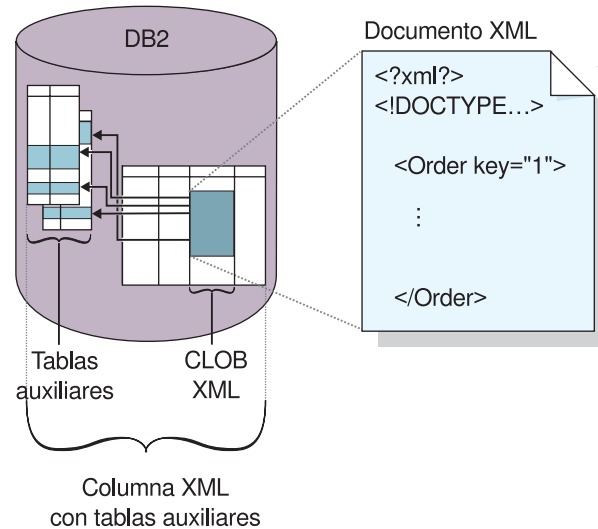 DB2
Documento XML
<?xml?>
<!DOCTYPE...>
<Order key="1">
⋮
</Order>
Tablas
auxiliares
CLOB
XML
Columna XML
con tablas auxiliares